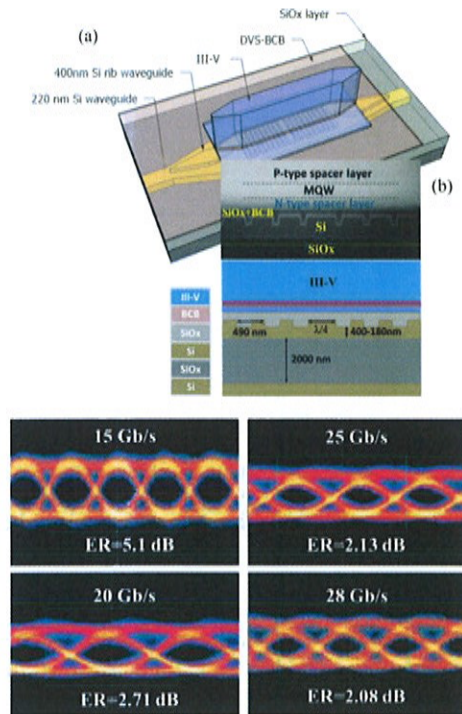 (a)
SiOx layer
DVS-BCB
III-V
400nm Si rib waveguide
220 nm Si waveguide
(b)
P-type spacer layer
MQW
N-type spacer layer
SiOx+BCB
Si
SiOx
III-V
III-V
BCB
SiOx
Si
SiOx
Si
490 nm
λ/4
400-180nm
2000 nm
15 Gb/s
ER=5.1 dB
25 Gb/s
ER=2.13 dB
20 Gb/s
ER=2.71 dB
28 Gb/s
ER=2.08 dB